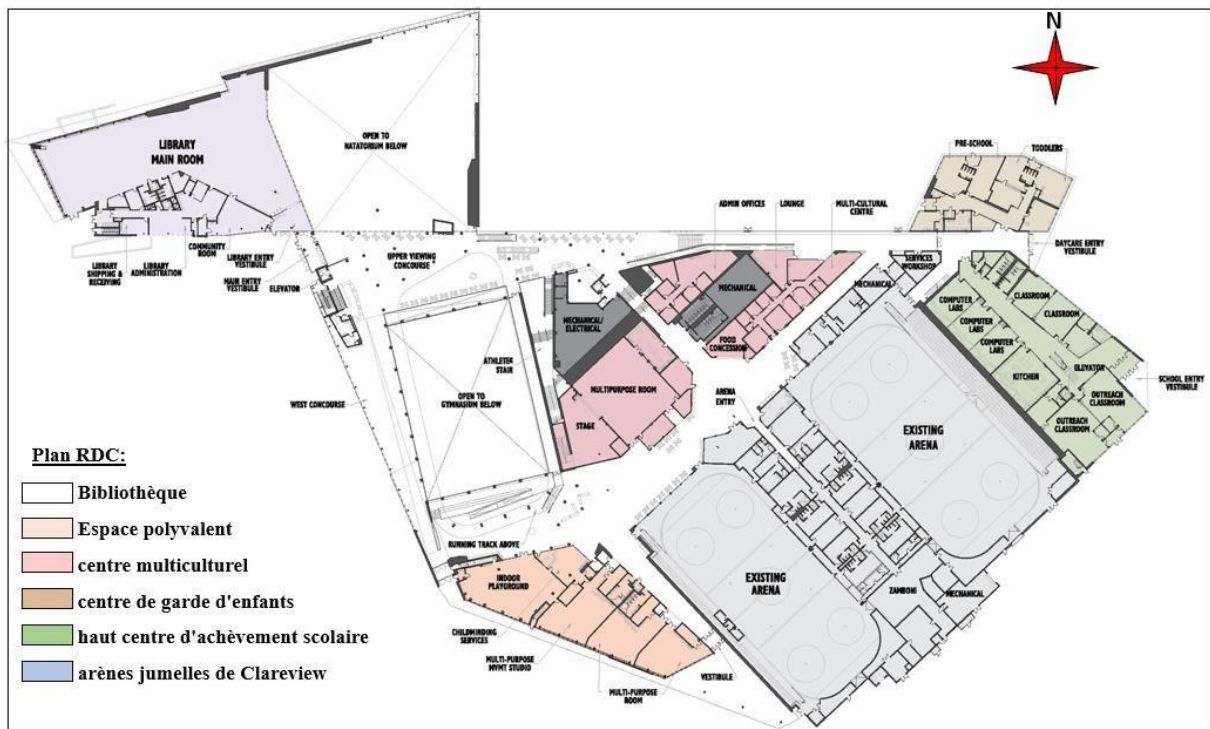 N
OPEN TO
NATATORIUM BELOW
LIBRARY
MAIN ROOM
PRE-SCHOOL
TODDLERS
ADMIN OFFICES
LOUNGE
MULTI-CULTURAL
CENTRE
DAYCARE ENTRY
VESTIBULE
LIBRARY
SHIPPING &
RECEIVING
LIBRARY
ADMINISTRATION
COMMUNITY
ROOM
LIBRARY ENTRY
VESTIBULE
MAIN ENTRY
VESTIBULE
ELEVATOR
UPPER VIEWING
CONCOURSE
SERVICES
WORKSHOP
MECHANICAL
MECHANICAL
MECHANICAL/
ELECTRICAL
FOOD
CONCESSION
COMPUTER
LABS
COMPUTER
LABS
COMPUTER
LABS
CLASSROOM
CLASSROOM
KITCHEN
ELEVATOR
OUTREACH
CLASSROOM
OUTREACH
CLASSROOM
SCHOOL ENTRY
VESTIBULE
ATHLETES
STAIR
MULTIPURPOSE ROOM
STAGE
ARENA
ENTRY
WEST CONCOURSE
OPEN TO
GYMNASIUM BELOW
EXISTING
ARENA
RUNNING TRACK ABOVE
INDOOR
PLAYGROUND
EXISTING
ARENA
ZAMBONI
MECHANICAL
CHILDMINDING
SERVICES
MULTI-PURPOSE
MVMT STUDIO
MULTI-PURPOSE
ROOM
VESTIBULE
Plan RDC:
Bibliothèque
Espace polyvalent
centre multiculturel
centre de garde d'enfants
haut centre d'achèvement scolaire
arènes jumelles de Clareview